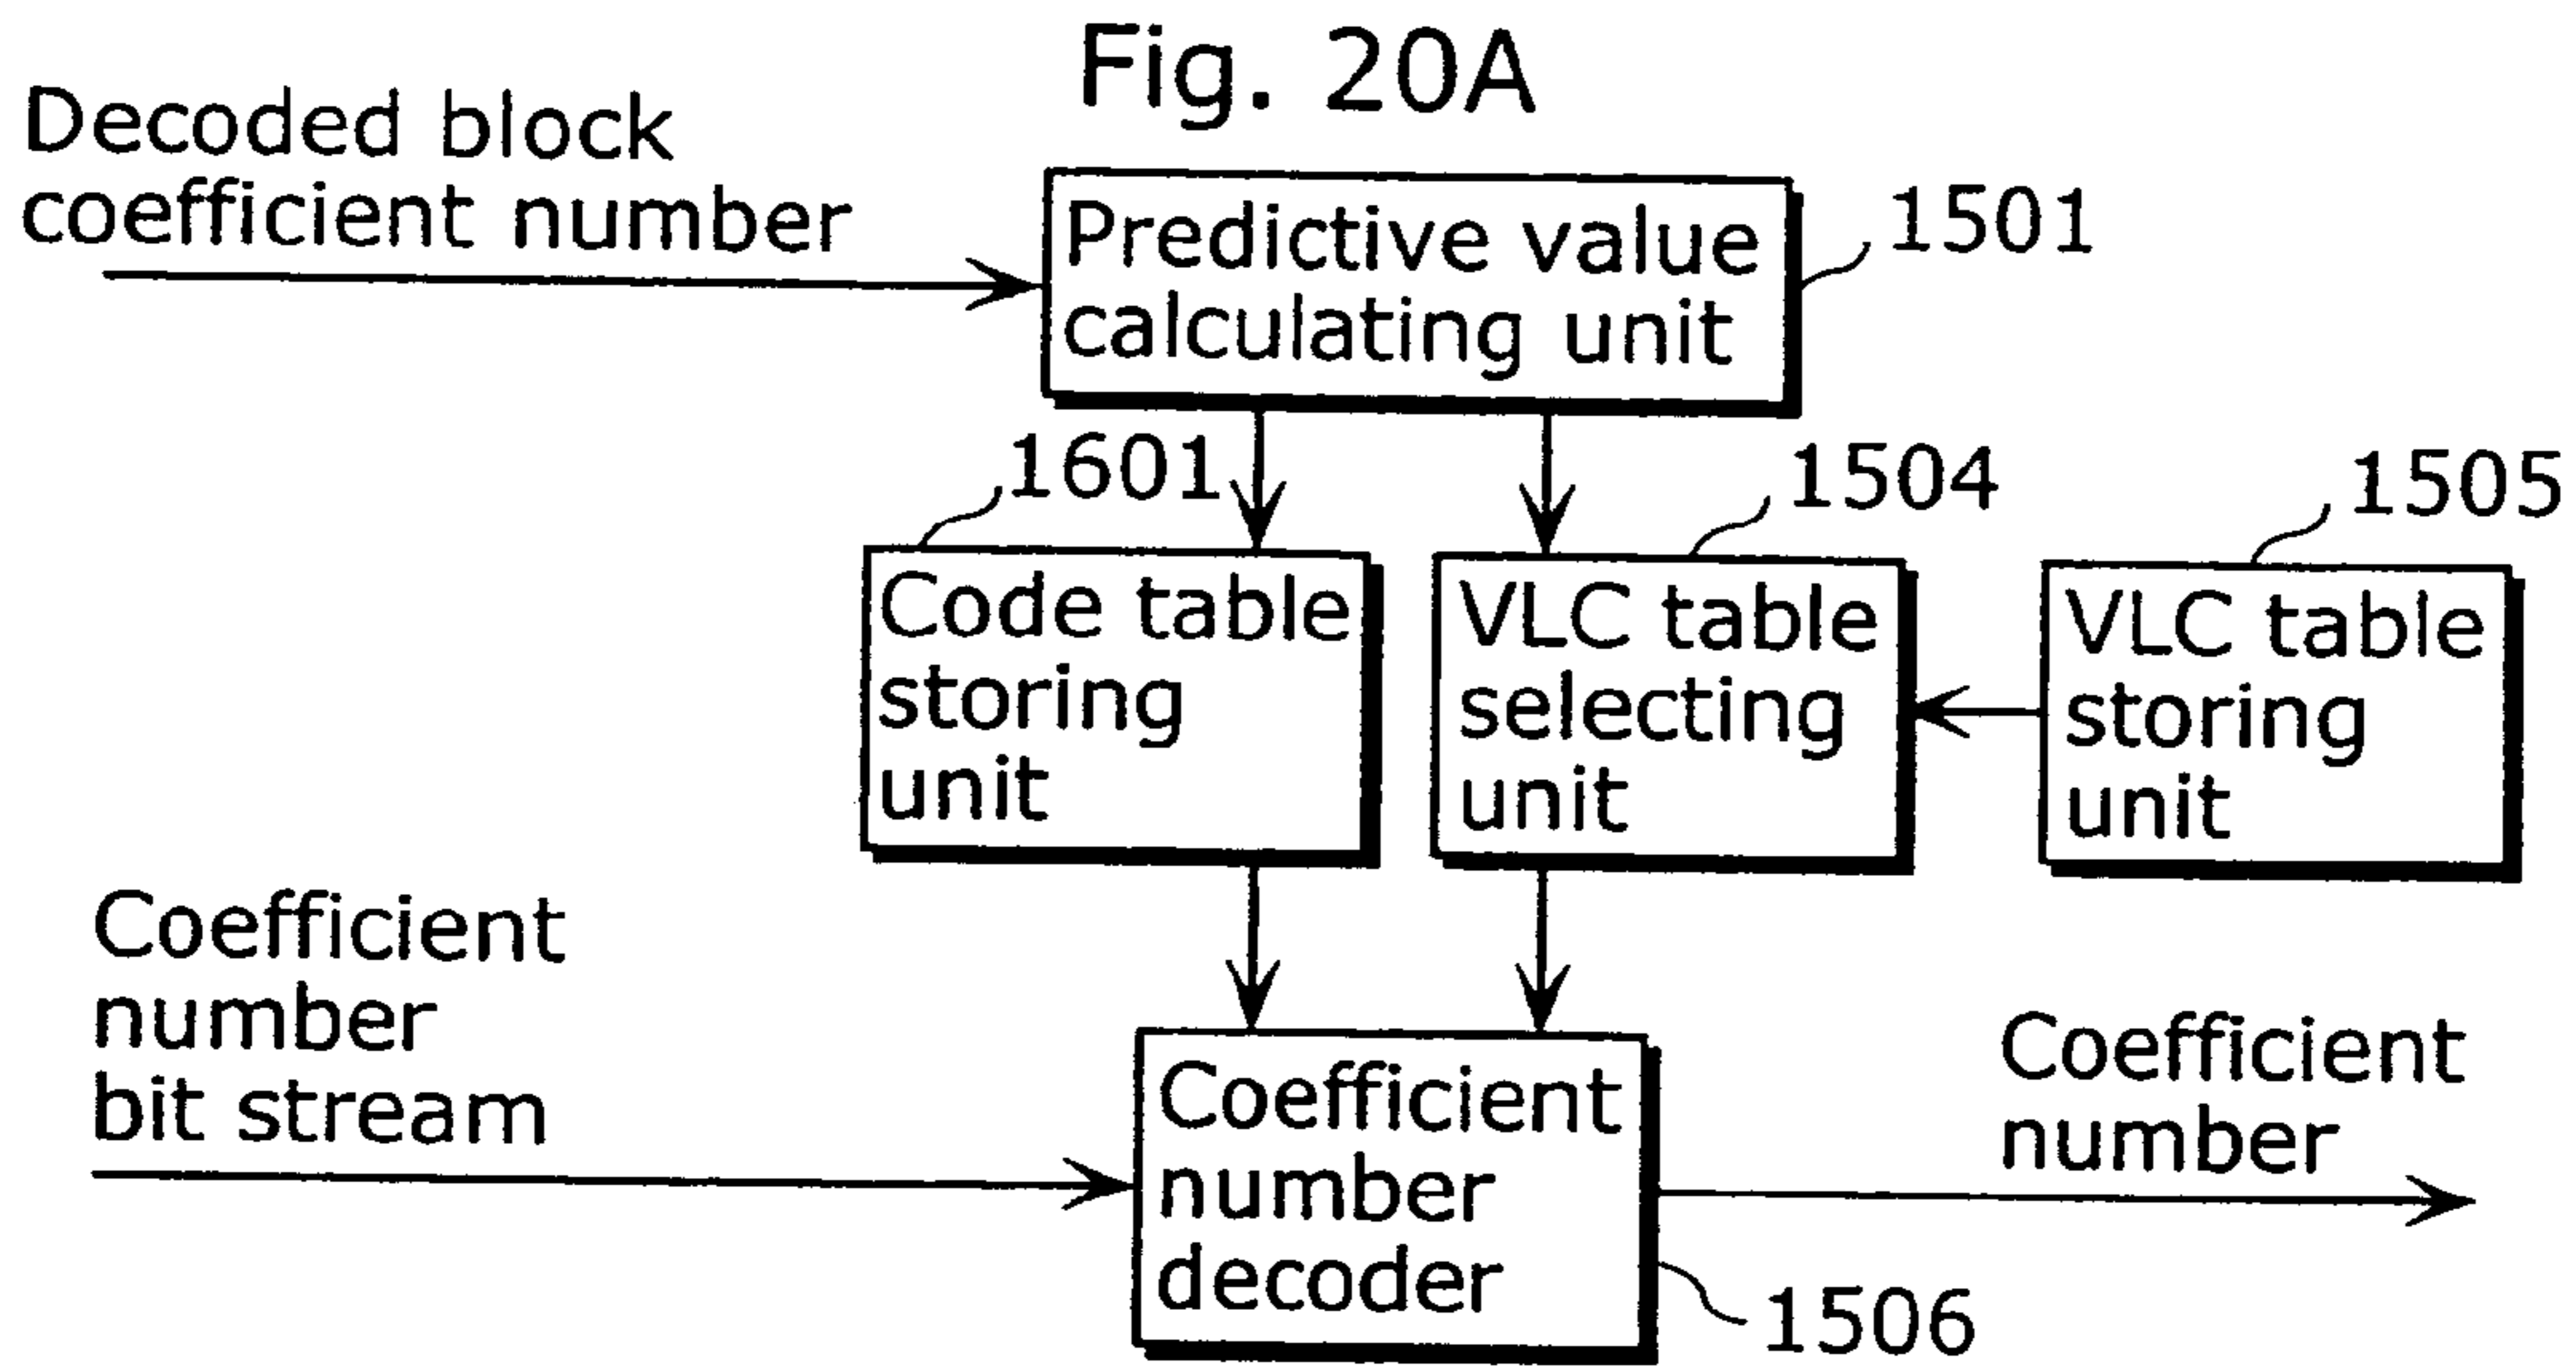 Fig. 20A
Decoded block
coefficient number
Predictive value
calculating unit
1501
1601
1504
1505
Code table
storing
unit
VLC table
selecting
unit
VLC table
storing
unit
Coefficient
number
bit stream
Coefficient
number
decoder
Coefficient
number
1506